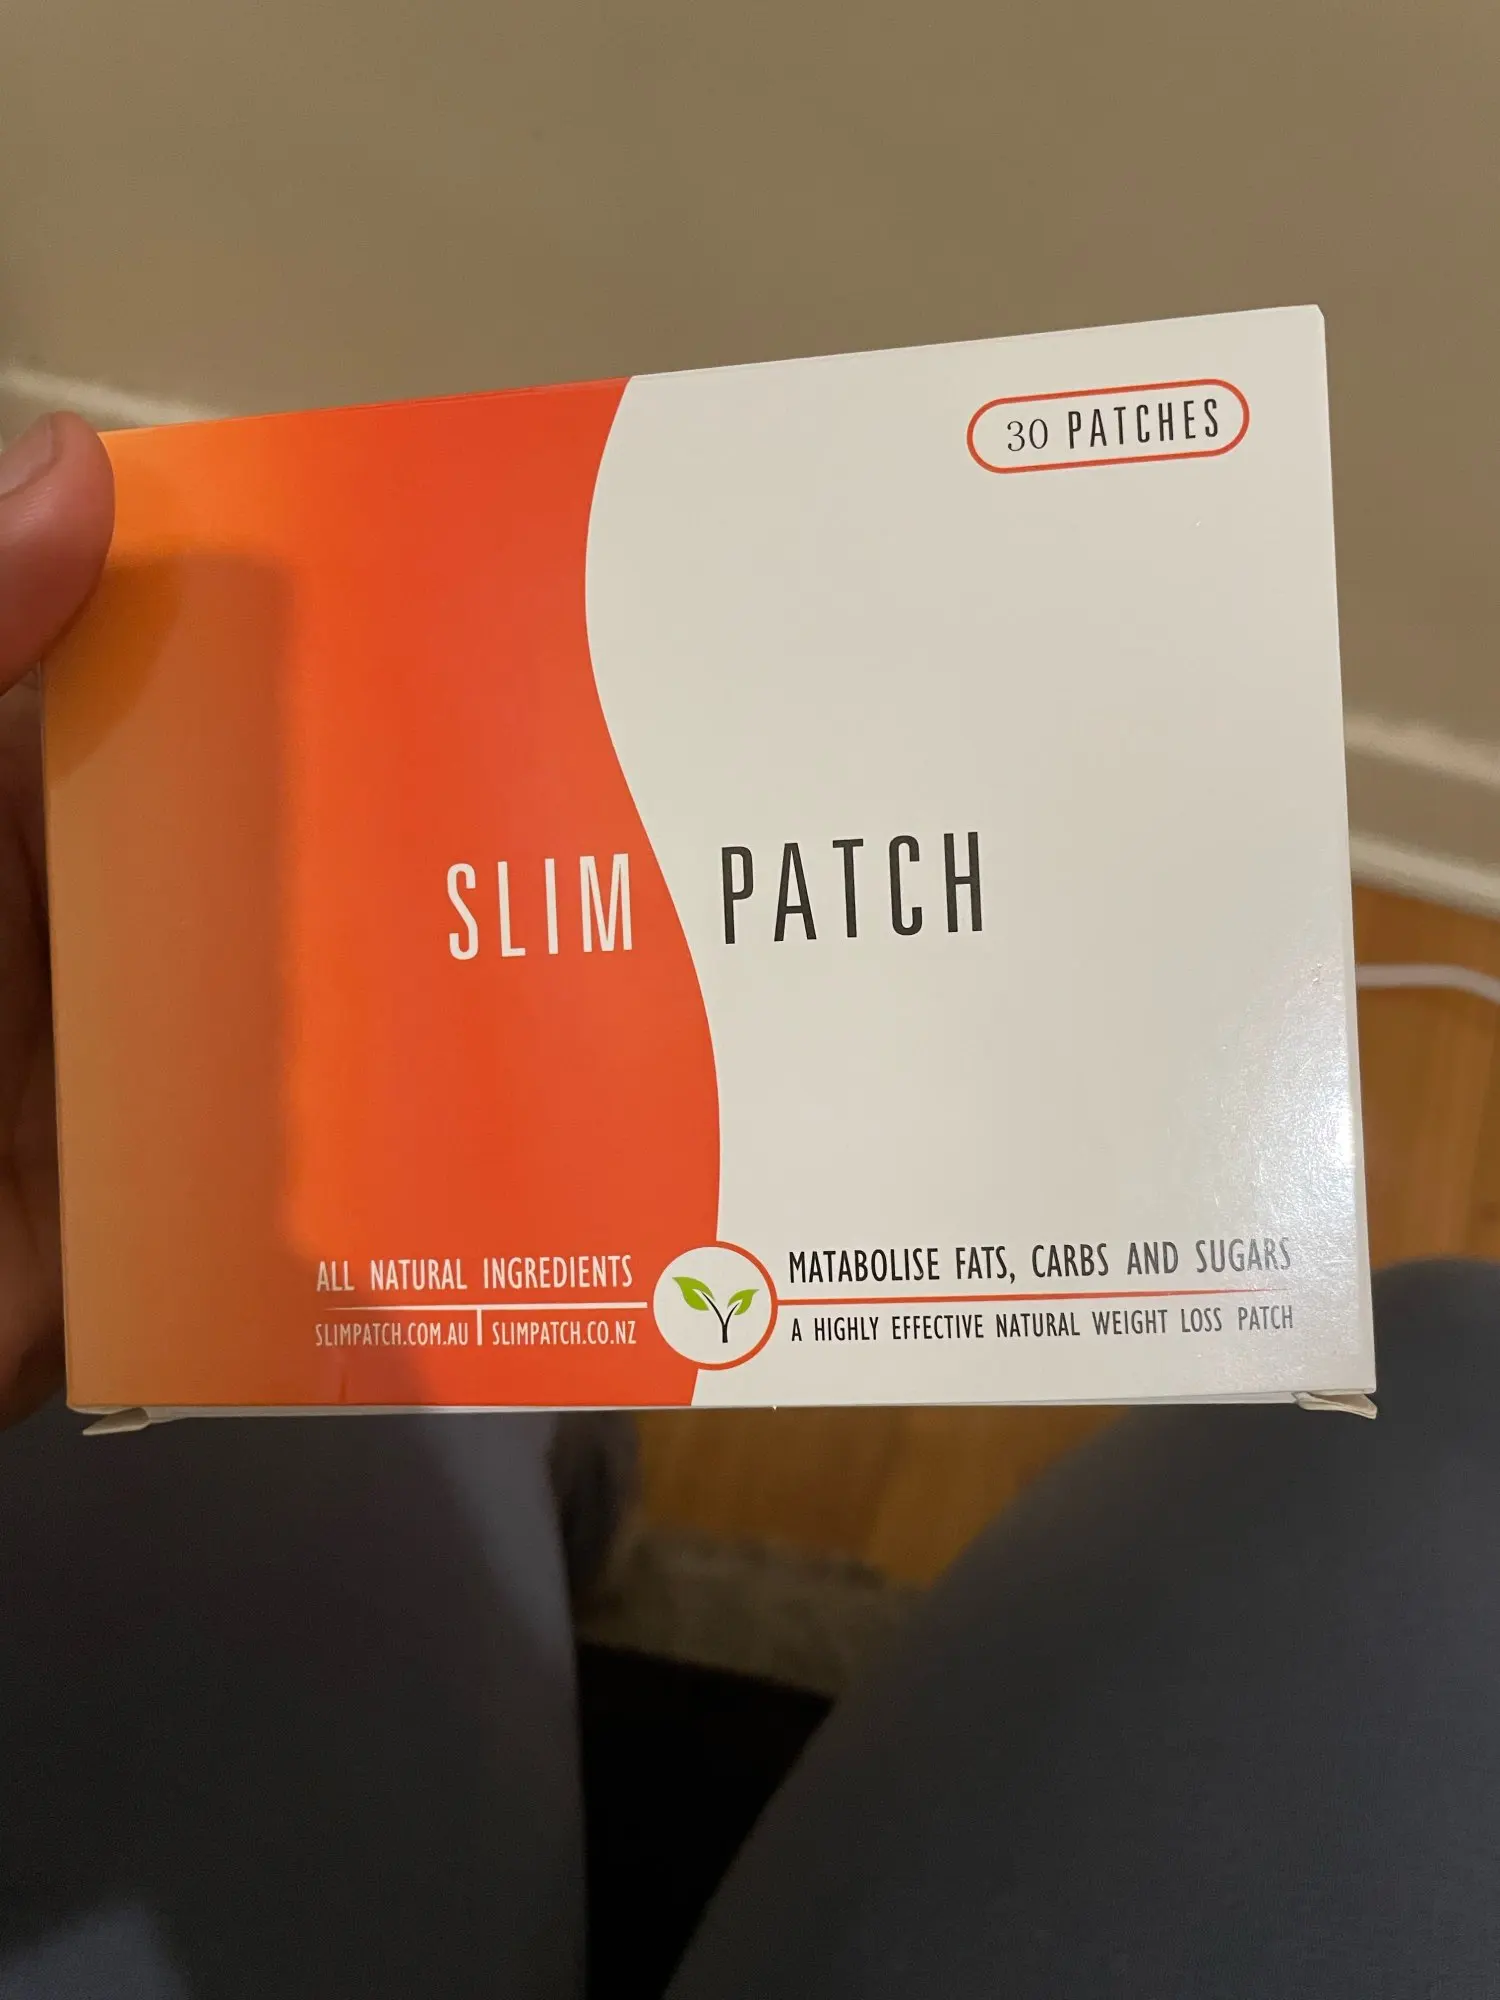 30 PATCHES
SLIM PATCH
ALL NATURAL INGREDIENTS
SLIMPATCH.COM.AU | SLIMPATCH.CO.NZ
MATABOLISE FATS, CARBS AND SUGARS
A HIGHLY EFFECTIVE NATURAL WEIGHT LOSS PATCH